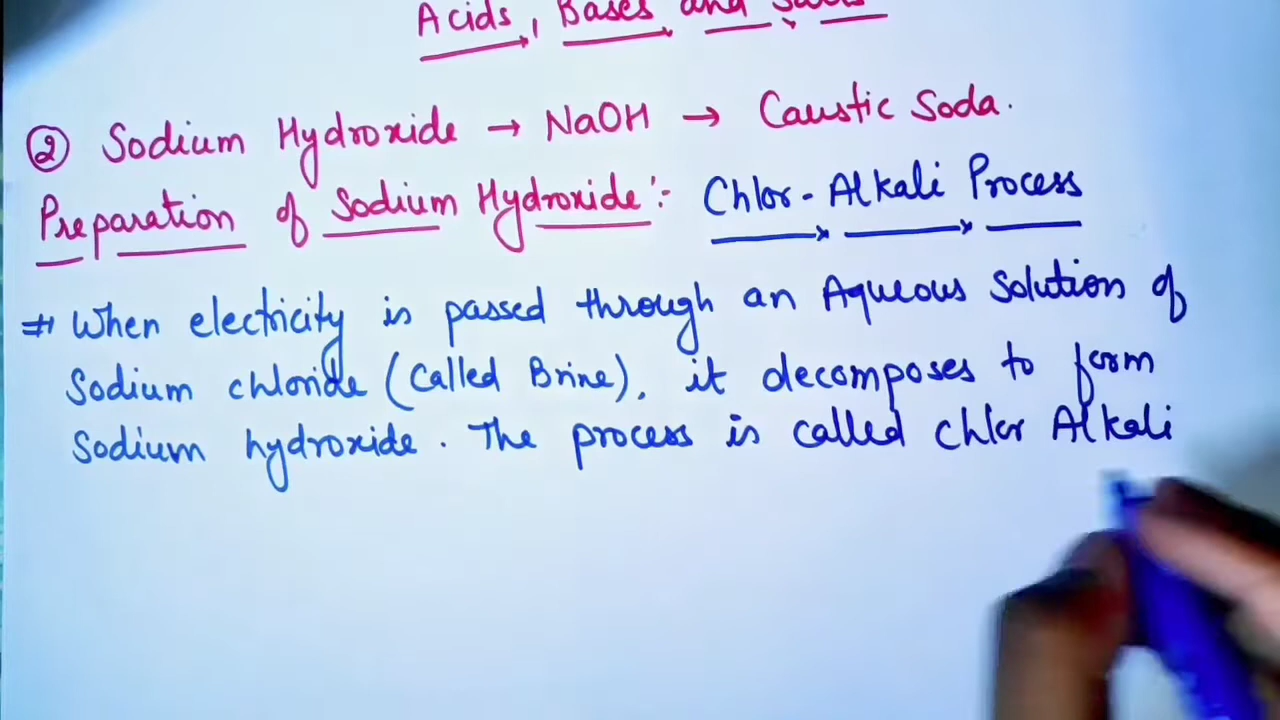 Acids, Bases and Salts
② Sodium Hydroxide → NaOH → Caustic Soda.
Preparation of Sodium Hydroxide :- Chlor-Alkali Process
⇒ When electricity is passed through an Aqueous Solution of
Sodium chloride (Called Brine), it decomposes to form
Sodium hydroxide. The process is called chlor Alkali